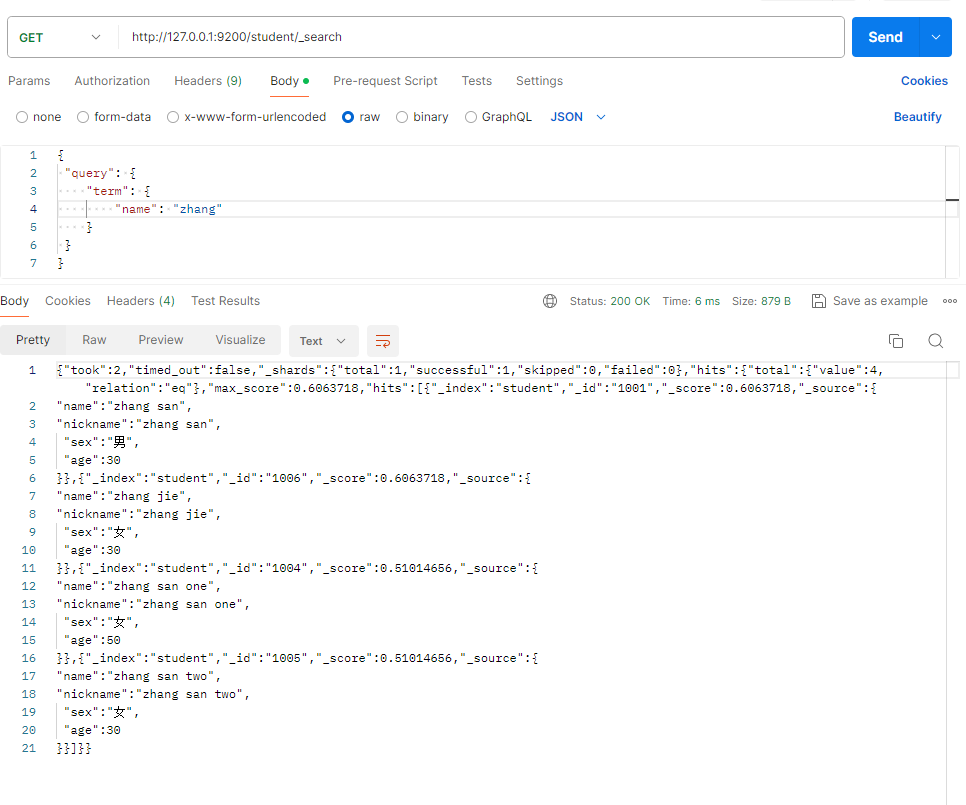 GET http://127.0.0.1:9200/student/_search Send
Params Authorization Headers (9) Body Pre-request Script Tests Settings Cookies
none form-data x-www-form-urlencoded raw binary GraphQL JSON Beautify
1 {
2 "query": {
3 "term": {
4 "name": "zhang"
5 }
6 }
7 }
Body Cookies Headers (4) Test Results Status: 200 OK Time: 6 ms Size: 879 B Save as example
Pretty Raw Preview Visualize Text
1 {"took":2,"timed_out":false,"_shards":{"total":1,"successful":1,"skipped":0,"failed":0},"hits":{"total":{"value":4,
"relation":"eq"},"max_score":0.6063718,"hits":[{"_index":"student","_id":"1001","_score":0.6063718,"_source":{
2 "name":"zhang san",
3 "nickname":"zhang san",
4 "sex":"男",
5 "age":30
6 }},{"_index":"student","_id":"1006","_score":0.6063718,"_source":{
7 "name":"zhang jie",
8 "nickname":"zhang jie",
9 "sex":"女",
10 "age":30
11 }},{"_index":"student","_id":"1004","_score":0.51014656,"_source":{
12 "name":"zhang san one",
13 "nickname":"zhang san one",
14 "sex":"女",
15 "age":50
16 }},{"_index":"student","_id":"1005","_score":0.51014656,"_source":{
17 "name":"zhang san two",
18 "nickname":"zhang san two",
19 "sex":"女",
20 "age":30
21 }}]}}